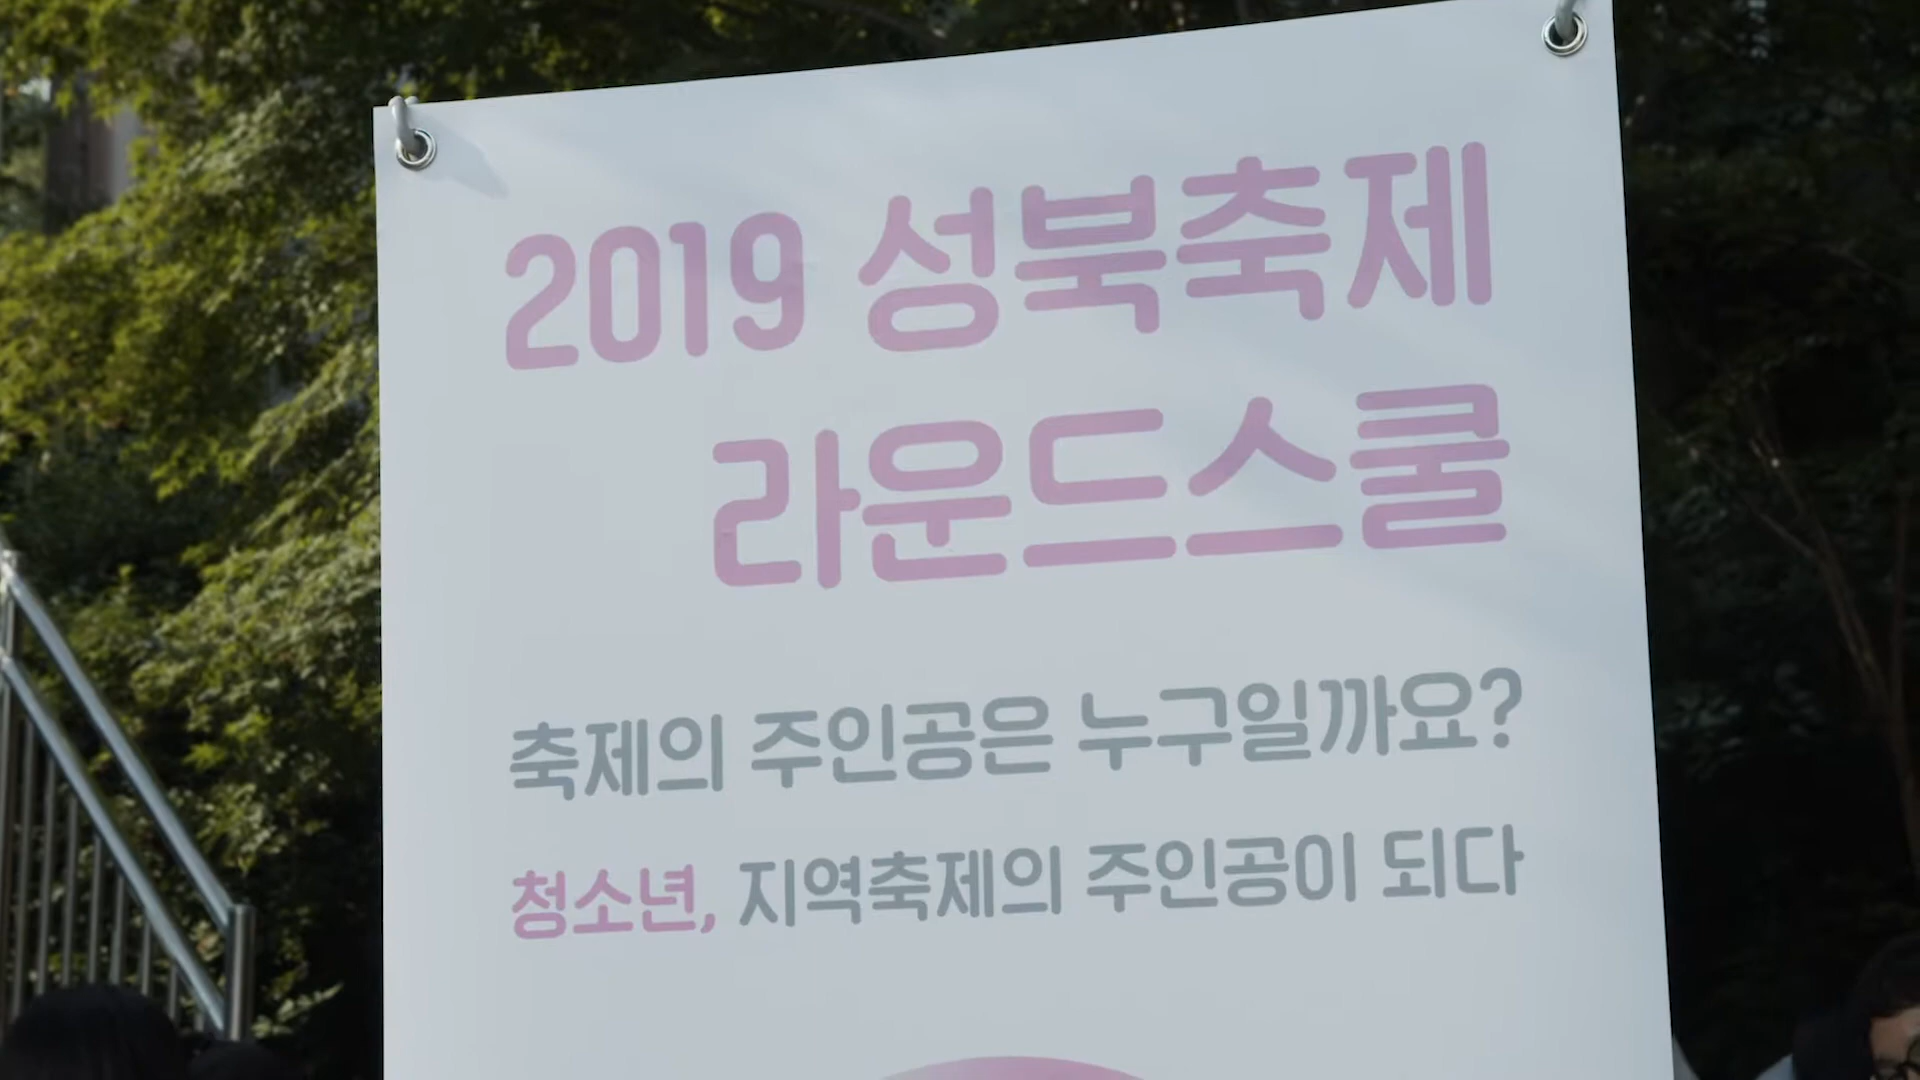 2019 성북축제
라운드스쿨
축제의 주인공은 누구일까요?
청소년, 지역축제의 주인공이 되다